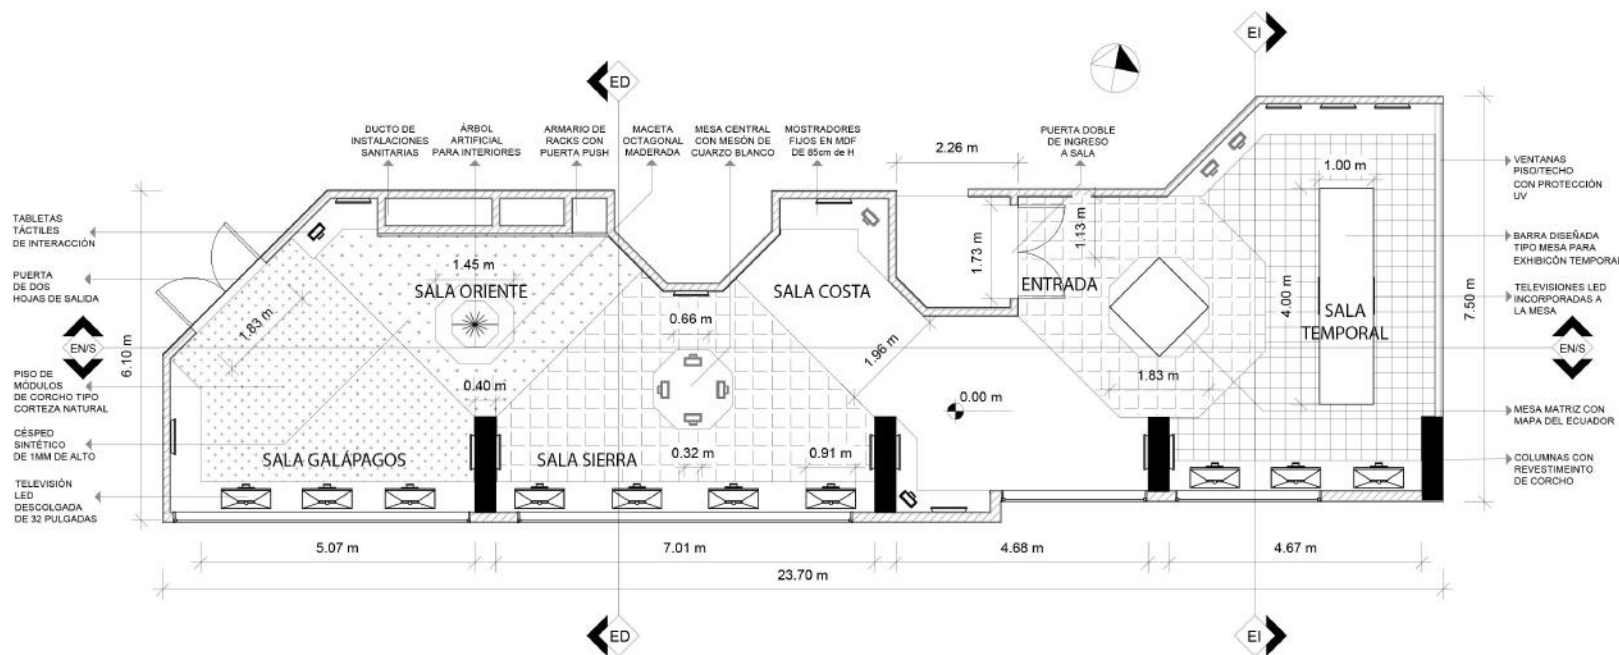 EI
ED
DUCTO DE
INSTALACIONES
SANITARIAS
ÁRBOL
ARTIFICIAL
PARA INTERIORES
ARMARIO DE
RACKS CON
PUERTA PUSH
MACETA
OCTAGONAL
MADERADA
MESA CENTRAL
CON MESÓN DE
CUARZO BLANCO
MOSTRADORES
FIJOS EN MDF
DE 85cm de H
2.26 m
PUERTA DOBLE
DE INGRESO
A SALA
TABLETAS
TÁCTILES
DE INTERACCIÓN
PUERTA
DE DOS
HOJAS DE SALIDA
EN/S
6.10 m
PISO DE
MÓDULOS
DE CORCHO TIPO
CORTEZA NATURAL
CÉSPED
SINTÉTICO
DE 1MM DE ALTO
TELEVISIÓN
LED
DESCOLGADA
DE 32 PULGADAS
1.83 m
1.45 m
SALA ORIENTE
0.40 m
SALA GALÁPAGOS
0.66 m
SALA COSTA
1.96 m
SALA SIERRA
0.32 m
0.91 m
1.73 m
1.13 m
ENTRADA
0.00 m
1.83 m
1.00 m
4.00 m
SALA
TEMPORAL
7.50 m
VENTANAS
PISO/TECHO
CON PROTECCIÓN
UV
BARRA DISEÑADA
TIPO MESA PARA
EXHIBICÓN TEMPORAL
TELEVISIONES LED
INCORPORADAS A
LA MESA
EN/S
MESA MATRIZ CON
MAPA DEL ECUADOR
COLUMNAS CON
REVESTIMEINTO
DE CORCHO
5.07 m
7.01 m
4.68 m
4.67 m
23.70 m
ED
EI